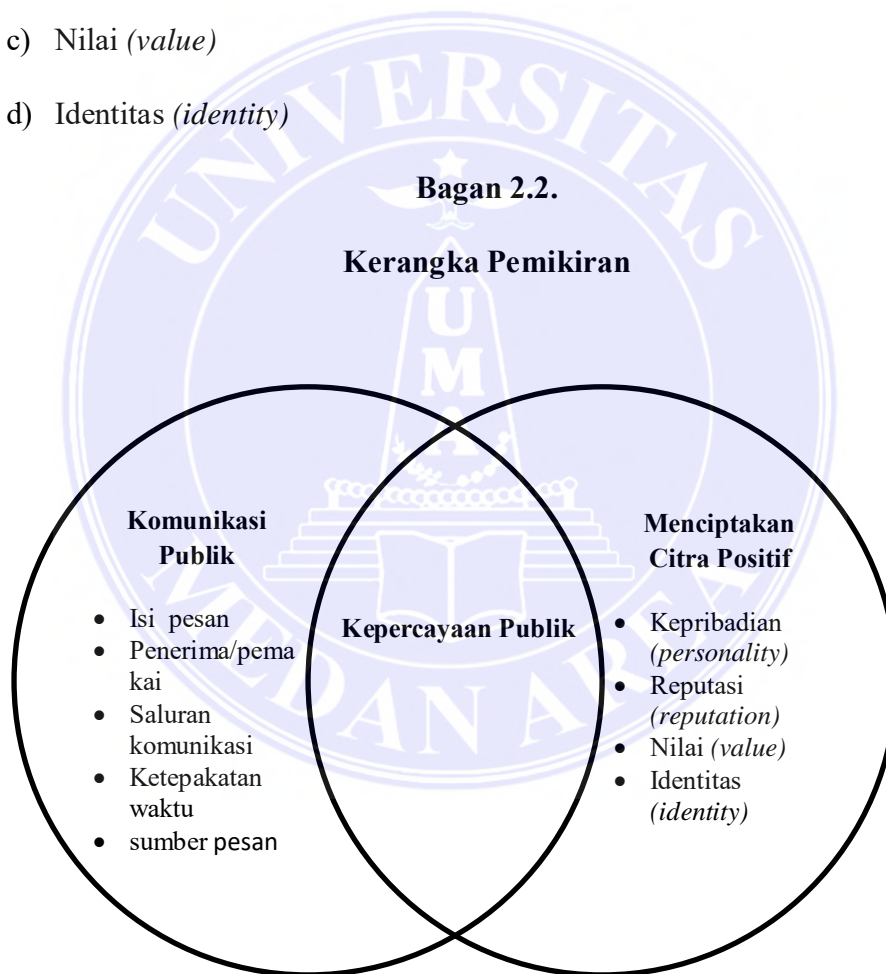 c) Nilai (value)
d) Identitas (identity)
Bagan 2.2.
Kerangka Pemikiran
UNIVERSITAS
MEDAN AREA
U
M
A
Komunikasi
Publik
• Isi pesan
• Penerima/pema
kai
• Saluran
komunikasi
• Ketepakatan
waktu
• sumber pesan
Kepercayaan Publik
Menciptakan
Citra Positif
• Kepribadian
(personality)
• Reputasi
(reputation)
• Nilai (value)
• Identitas
(identity)